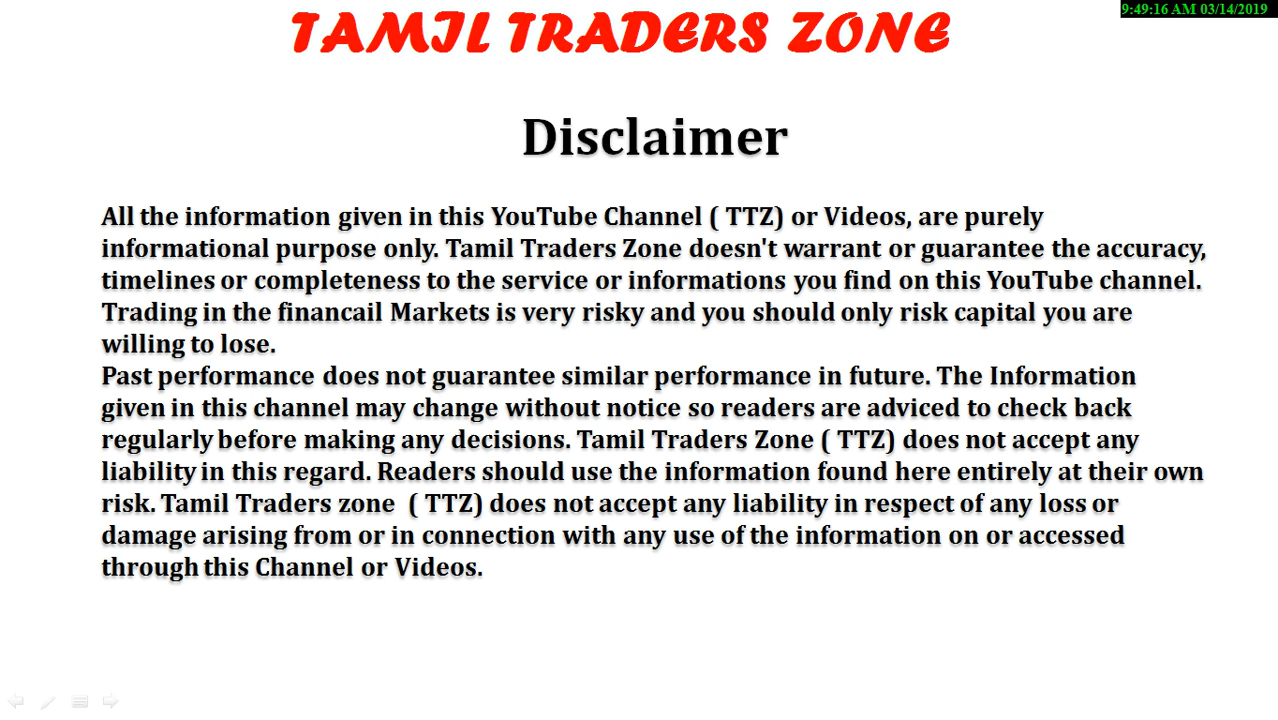 9:49:16 AM 03/14/2019
TAMIL TRADERS ZONE
Disclaimer
All the information given in this YouTube Channel ( TTZ) or Videos, are purely
informational purpose only. Tamil Traders Zone doesn't warrant or guarantee the accuracy,
timelines or completeness to the service or informations you find on this YouTube channel.
Trading in the financail Markets is very risky and you should only risk capital you are
willing to lose.
Past performance does not guarantee similar performance in future. The Information
given in this channel may change without notice so readers are adviced to check back
regularly before making any decisions. Tamil Traders Zone ( TTZ) does not accept any
liability in this regard. Readers should use the information found here entirely at their own
risk. Tamil Traders zone  ( TTZ) does not accept any liability in respect of any loss or
damage arising from or in connection with any use of the information on or accessed
through this Channel or Videos.